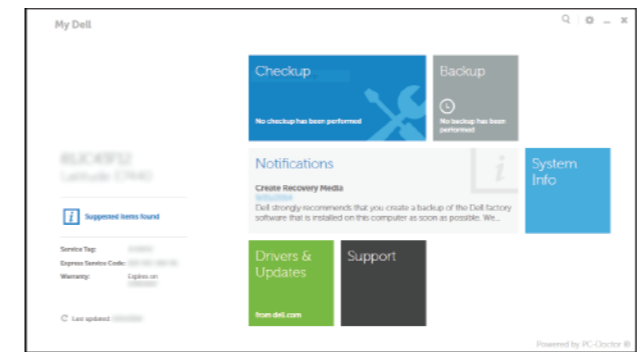 My Dell
Checkup
No checkup has been performed
Backup
No backup has been
performed
Notifications
Create Recovery Media
Dell strongly recommends that you create a backup of the Dell factory
software that is installed on this computer as soon as possible. We...
System
Info
Suggested items found
Service Tag:
Express Service Code:
Warranty: Expires on
Last updated:
Drivers &
Updates
from dell.com
Support
Powered by PC-Doctor ®